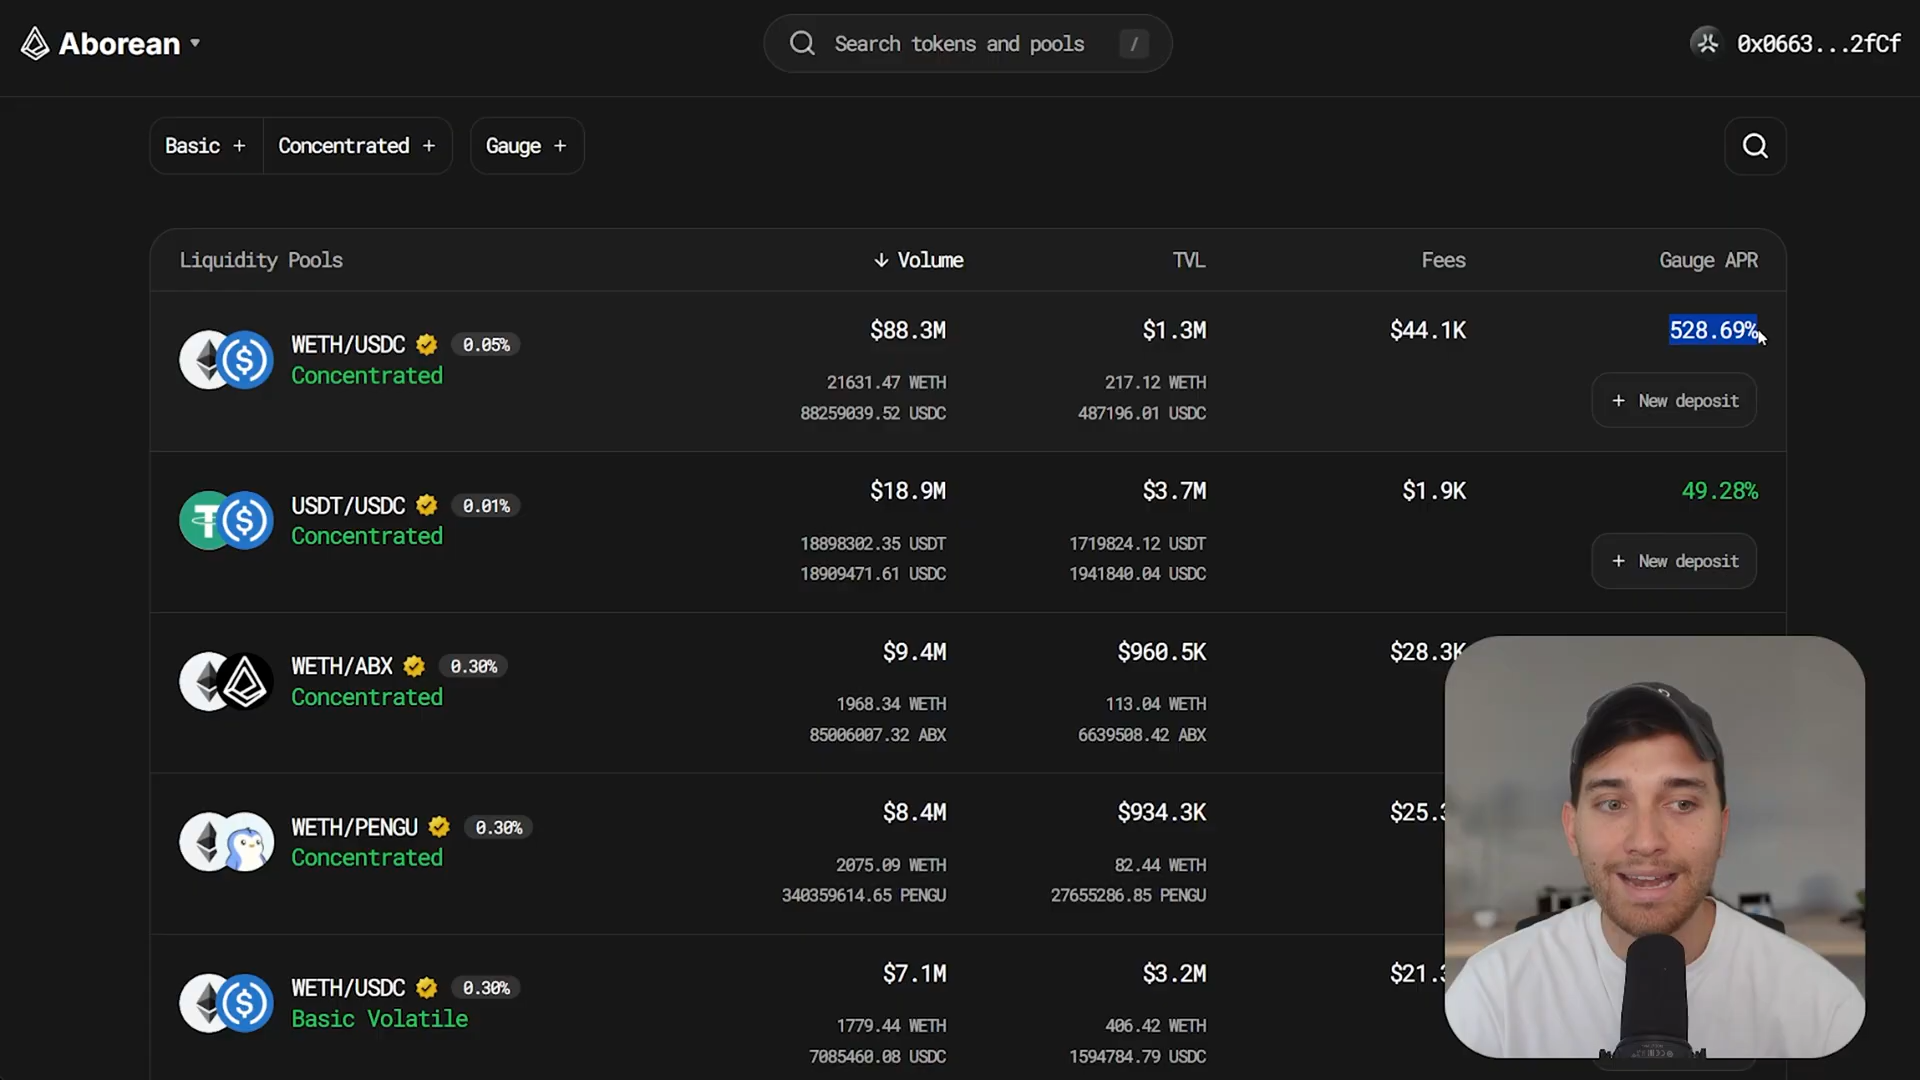 Aborean
Search tokens and pools /
0x0663...2fCf
Basic +
Concentrated +
Gauge +
Liquidity Pools
↓ Volume
TVL
Fees
Gauge APR
WETH/USDC 0.05%
Concentrated
$88.3M
21631.47 WETH
88259039.52 USDC
$1.3M
217.12 WETH
487196.01 USDC
$44.1K
528.69%
+ New deposit
USDT/USDC 0.01%
Concentrated
$18.9M
18898302.35 USDT
18909471.61 USDC
$3.7M
1719824.12 USDT
1941840.04 USDC
$1.9K
49.28%
+ New deposit
WETH/ABX 0.30%
Concentrated
$9.4M
1968.34 WETH
85006007.32 ABX
$960.5K
113.04 WETH
6639508.42 ABX
$28.3K
WETH/PENGU 0.30%
Concentrated
$8.4M
2075.09 WETH
340359614.65 PENGU
$934.3K
82.44 WETH
27655286.85 PENGU
$25.3
WETH/USDC 0.30%
Basic Volatile
$7.1M
1779.44 WETH
7085460.08 USDC
$3.2M
406.42 WETH
1594784.79 USDC
$21.3